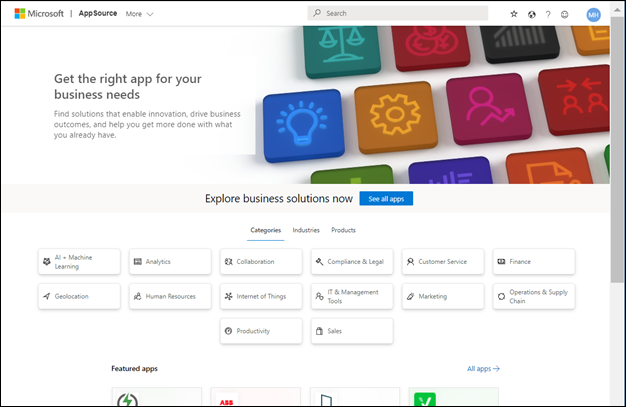 Microsoft | AppSource More Search ? MH
Get the right app for your
business needs
Find solutions that enable innovation, drive business
outcomes, and help you get more done with what
you already have.
Explore business solutions now See all apps
Categories Industries Products
AI + Machine
Learning
Analytics
Collaboration
Compliance & Legal
Customer Service
Finance
Geolocation
Human Resources
Internet of Things
IT & Management
Tools
Marketing
Operations & Supply
Chain
Productivity
Sales
Featured apps All apps
ABB